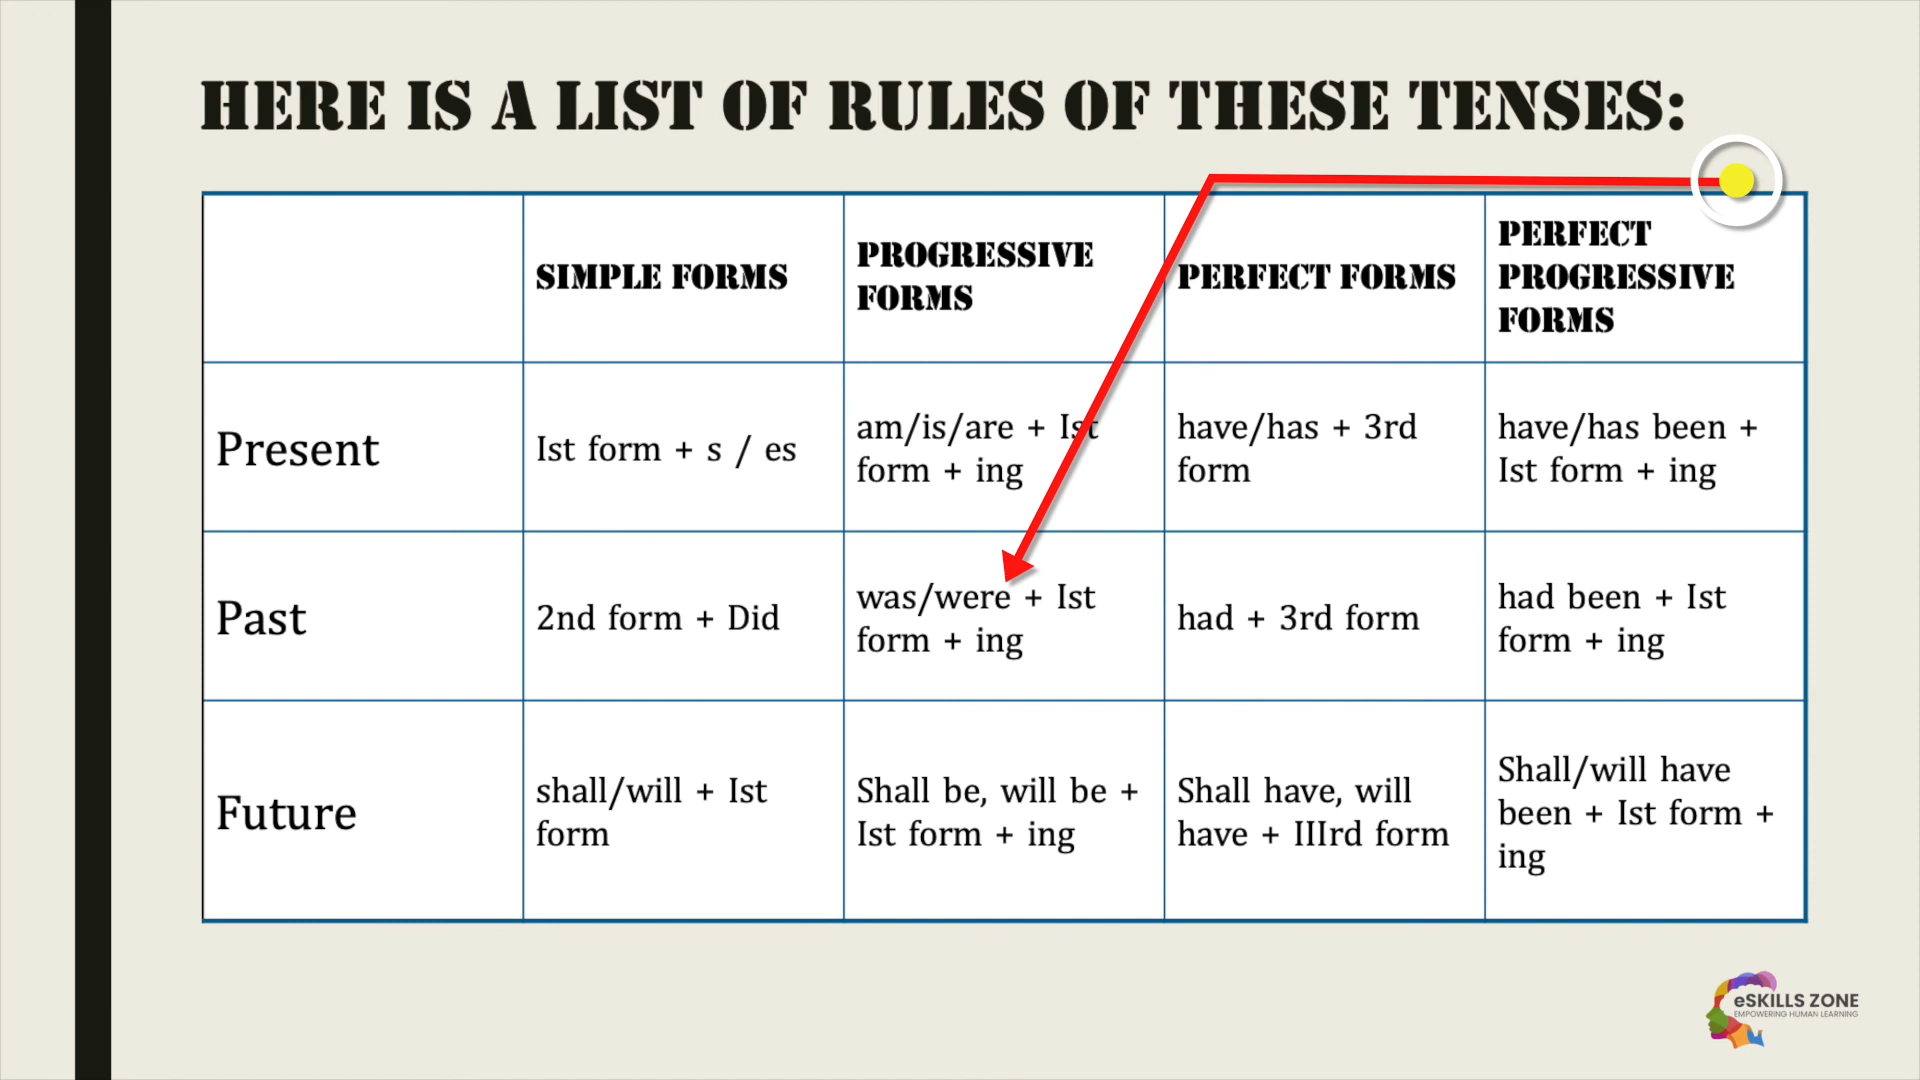 HERE IS A LIST OF RULES OF THESE TENSES:
SIMPLE FORMS
PROGRESSIVE
FORMS
PERFECT FORMS
PERFECT
PROGRESSIVE
FORMS
Present
Ist form + s / es
am/is/are + Ist
form + ing
have/has + 3rd
form
have/has been +
Ist form + ing
Past
2nd form + Did
was/were + Ist
form + ing
had + 3rd form
had been + Ist
form + ing
Future
shall/will + Ist
form
Shall be, will be +
Ist form + ing
Shall have, will
have + IIIrd form
Shall/will have
been + Ist form +
ing
eSKILLS ZONE
EMPOWERING HUMAN LEARNING